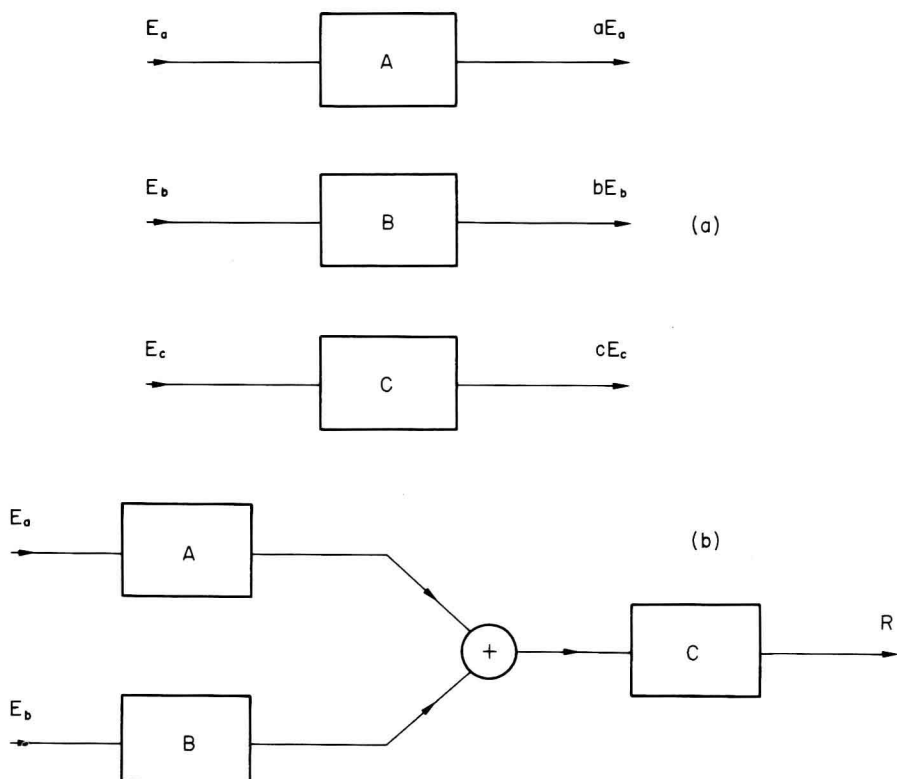 Eₐ aEₐ
A
E_b bE_b
B (a)
E_c cE_c
C
Eₐ
A (b)
R
+ C
E_b
B